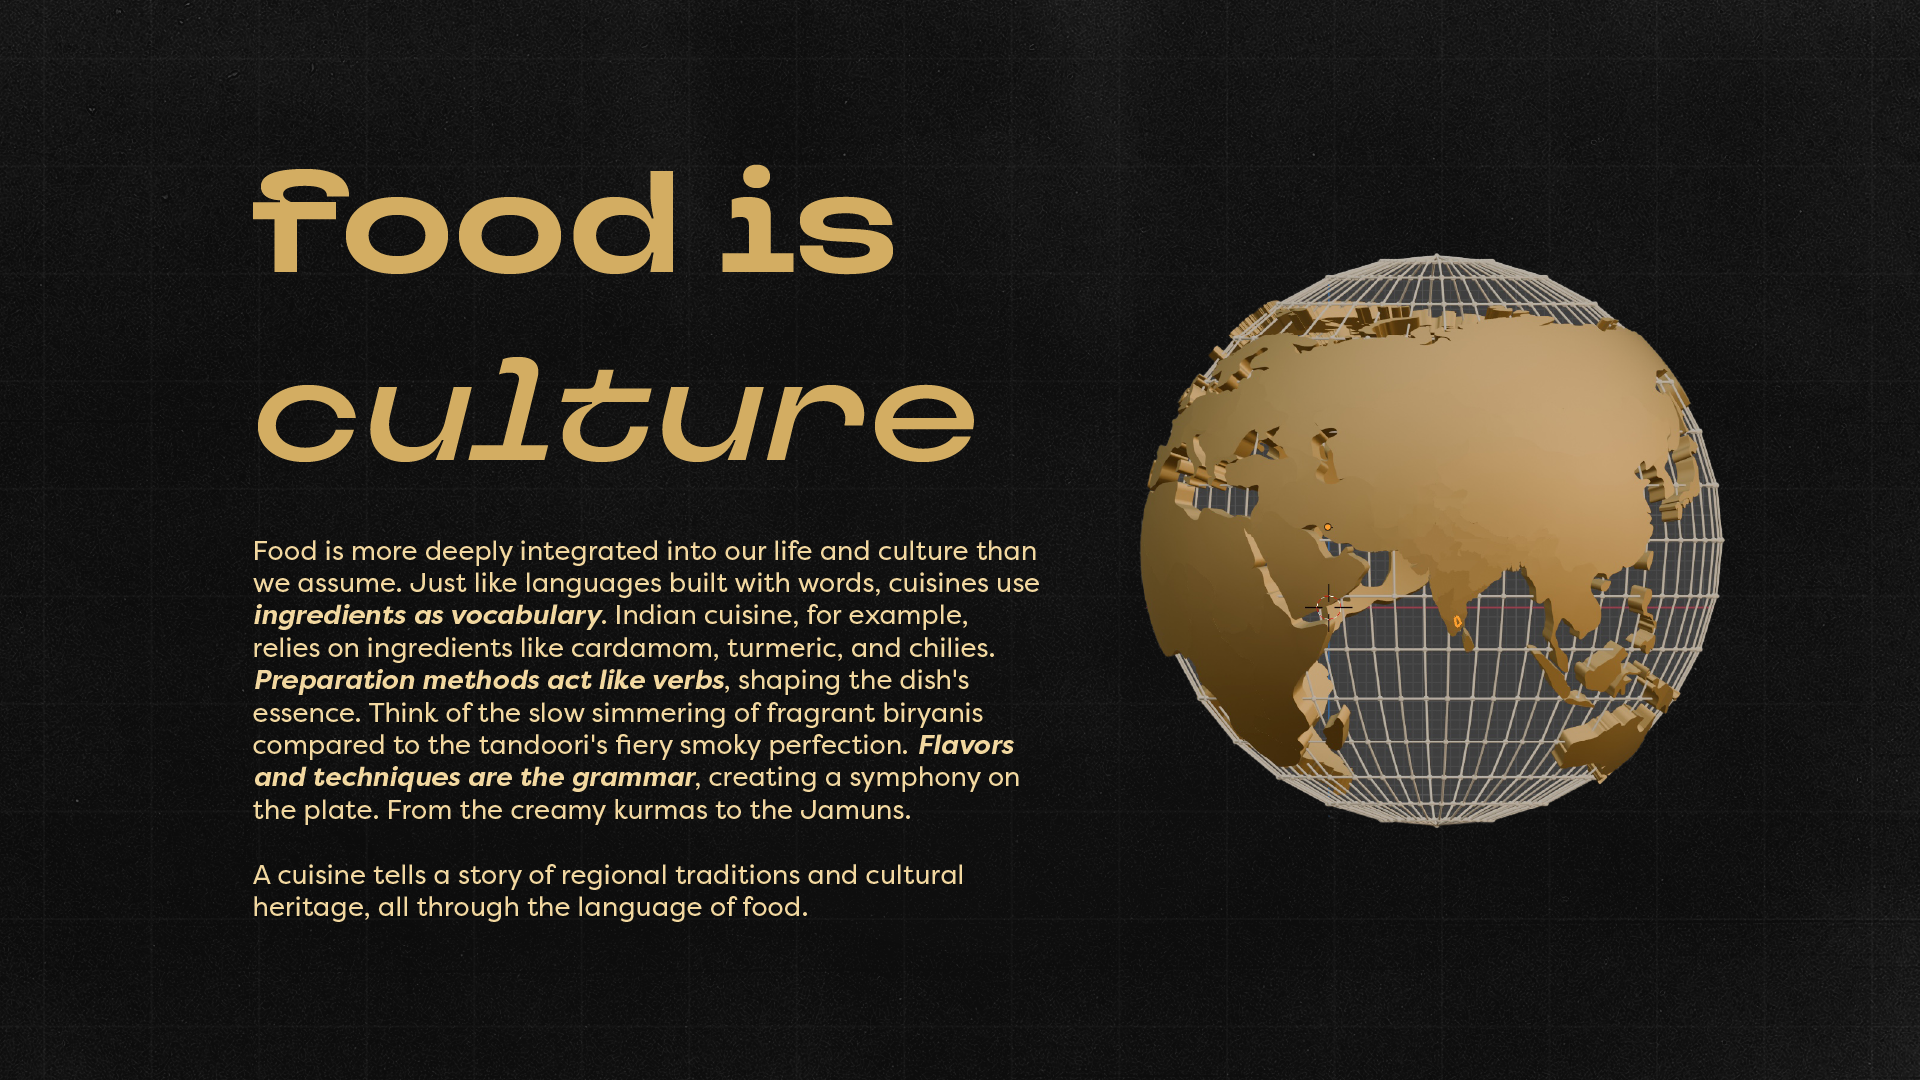 food is
culture
Food is more deeply integrated into our life and culture than
we assume. Just like languages built with words, cuisines use
ingredients as vocabulary. Indian cuisine, for example,
relies on ingredients like cardamom, turmeric, and chilies.
Preparation methods act like verbs, shaping the dish's
essence. Think of the slow simmering of fragrant biryanis
compared to the tandoori's fiery smoky perfection. Flavors
and techniques are the grammar, creating a symphony on
the plate. From the creamy kurmas to the Jamuns.
A cuisine tells a story of regional traditions and cultural
heritage, all through the language of food.